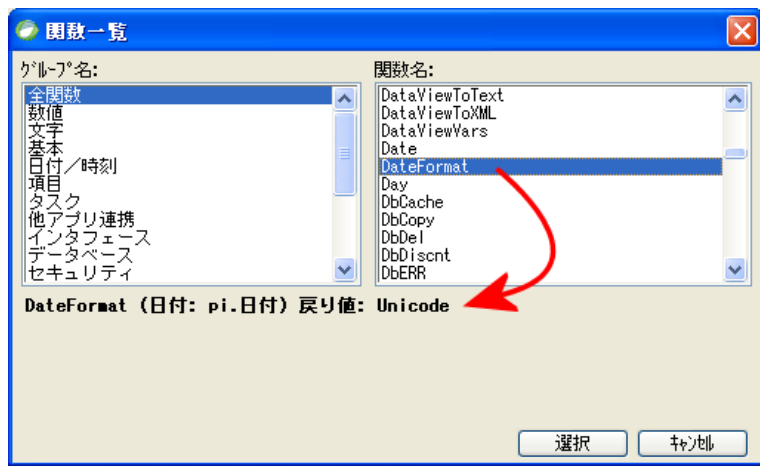 関数一覧
ｸﾞﾙｰﾌﾟ名:
全関数
数値
文字
基本
日付／時刻
項目
タスク
他アプリ連携
インタフェース
データベース
セキュリティ
関数名:
DataViewToText
DataViewToXML
DataViewVars
Date
DateFormat
Day
DbCache
DbCopy
DbDel
DbDiscnt
DbERR
DateFormat (日付: pi.日付) 戻り値: Unicode
選択
ｷｬﾝｾﾙ